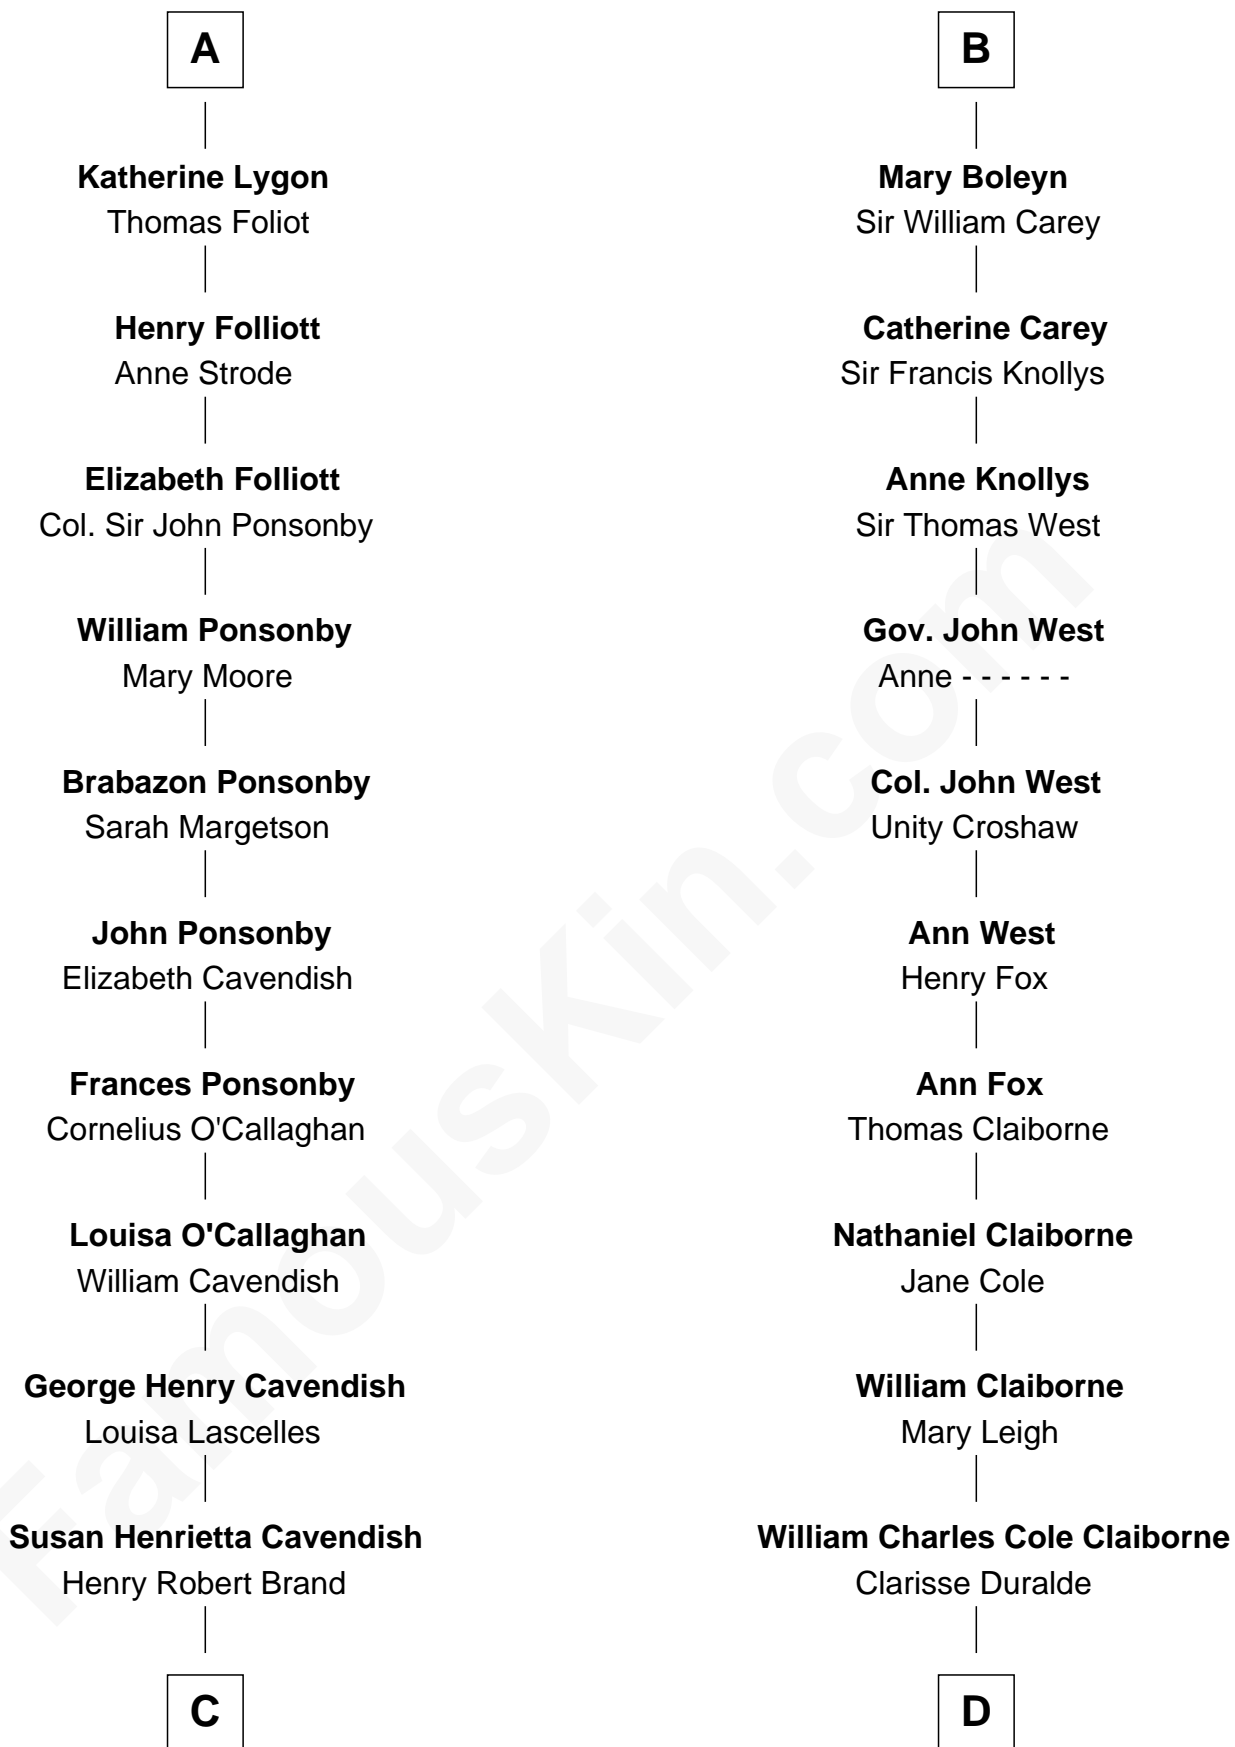 A
Katherine Lygon
Thomas Foliot
Henry Folliott
Anne Strode
Elizabeth Folliott
Col. Sir John Ponsonby
William Ponsonby
Mary Moore
Brabazon Ponsonby
Sarah Margetson
John Ponsonby
Elizabeth Cavendish
Frances Ponsonby
Cornelius O'Callaghan
Louisa O'Callaghan
William Cavendish
George Henry Cavendish
Louisa Lascelles
Susan Henrietta Cavendish
Henry Robert Brand
C
B
Mary Boleyn
Sir William Carey
Catherine Carey
Sir Francis Knollys
Anne Knollys
Sir Thomas West
Gov. John West
Anne - - - - - -
Col. John West
Unity Croshaw
Ann West
Henry Fox
Ann Fox
Thomas Claiborne
Nathaniel Claiborne
Jane Cole
William Claiborne
Mary Leigh
William Charles Cole Claiborne
Clarisse Duralde
D
FamousKin.com